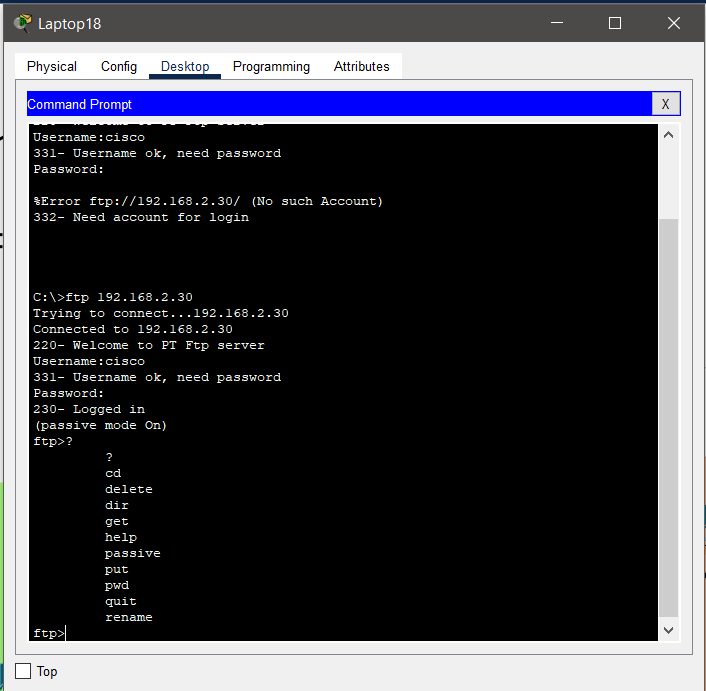 Laptop18
Physical Config Desktop Programming Attributes
Command Prompt X
Username:cisco
331- Username ok, need password
Password:
%Error ftp://192.168.2.30/ (No such Account)
332- Need account for login
C:\>ftp 192.168.2.30
Trying to connect...192.168.2.30
Connected to 192.168.2.30
220- Welcome to PT Ftp server
Username:cisco
331- Username ok, need password
Password:
230- Logged in
(passive mode On)
ftp>?
?
cd
delete
dir
get
help
passive
put
pwd
quit
rename
ftp>
Top